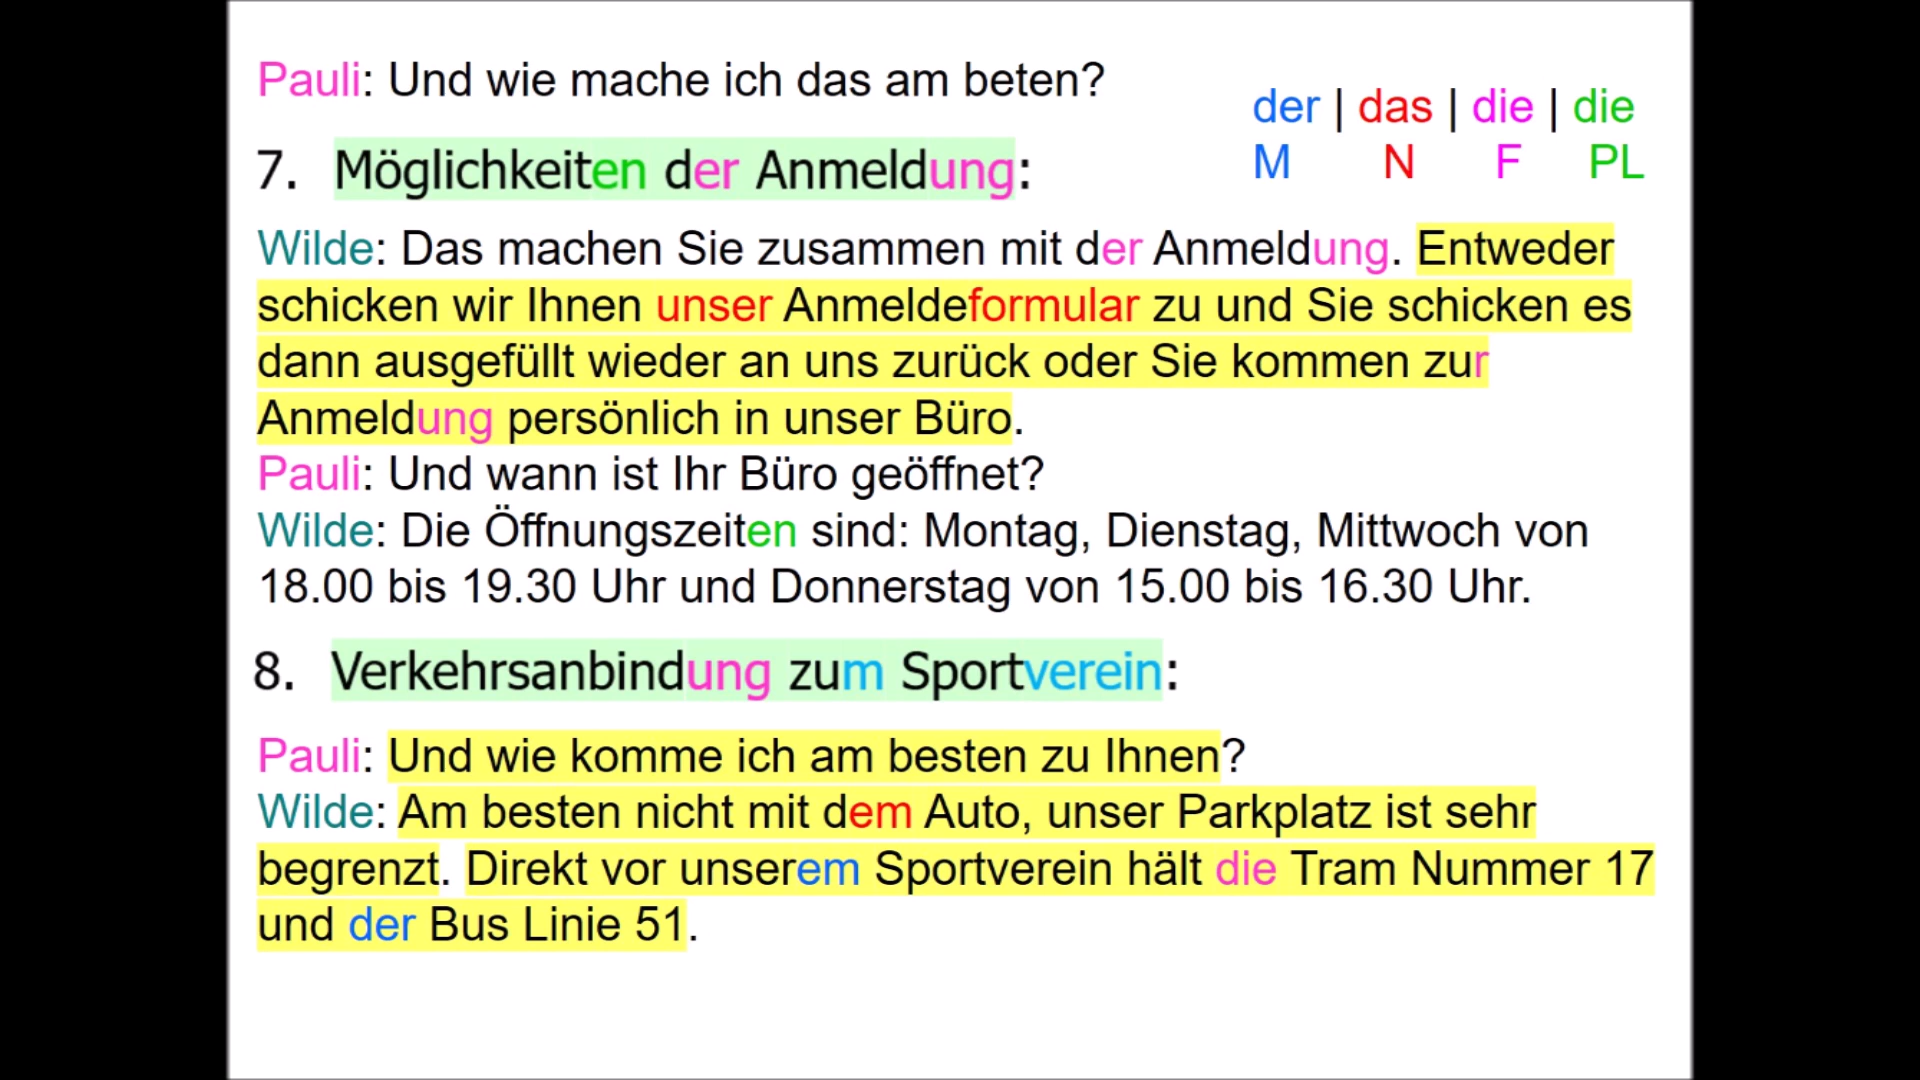 Pauli: Und wie mache ich das am beten?
der | das | die | die
M N F PL
7. Möglichkeiten der Anmeldung:
Wilde: Das machen Sie zusammen mit der Anmeldung. Entweder
schicken wir Ihnen unser Anmeldeformular zu und Sie schicken es
dann ausgefüllt wieder an uns zurück oder Sie kommen zur
Anmeldung persönlich in unser Büro.
Pauli: Und wann ist Ihr Büro geöffnet?
Wilde: Die Öffnungszeiten sind: Montag, Dienstag, Mittwoch von
18.00 bis 19.30 Uhr und Donnerstag von 15.00 bis 16.30 Uhr.
8. Verkehrsanbindung zum Sportverein:
Pauli: Und wie komme ich am besten zu Ihnen?
Wilde: Am besten nicht mit dem Auto, unser Parkplatz ist sehr
begrenzt. Direkt vor unserem Sportverein hält die Tram Nummer 17
und der Bus Linie 51.